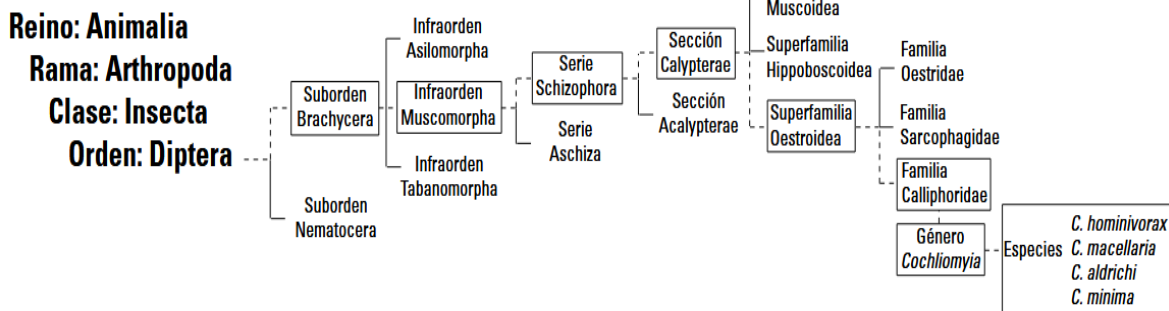 Reino: Animalia
Rama: Arthropoda
Clase: Insecta
Orden: Diptera
Suborden
Brachycera
Suborden
Nematocera
Infraorden
Asilomorpha
Infraorden
Muscomorpha
Infraorden
Tabanomorpha
Serie
Schizophora
Serie
Aschiza
Sección
Calypterae
Sección
Acalypterae
Muscoidea
Superfamilia
Hippoboscoidea
Superfamilia
Oestroidea
Familia
Oestridae
Familia
Sarcophagidae
Familia
Calliphoridae
Género
Cochliomyia
Especies
C. hominivorax
C. macellaria
C. aldrichi
C. minima